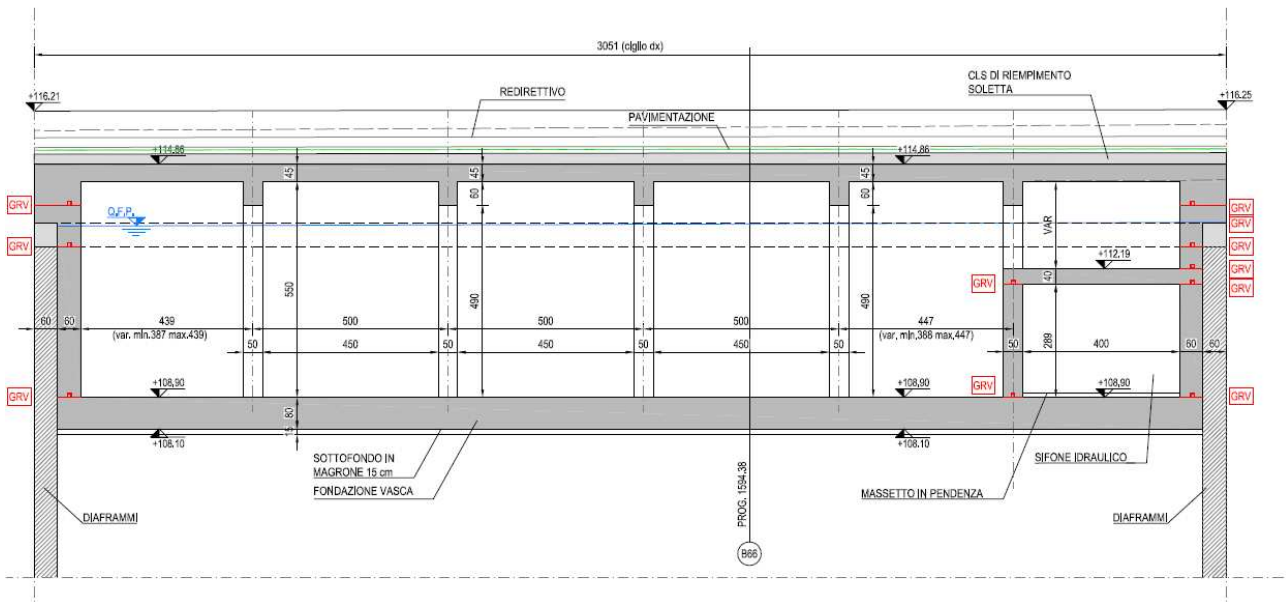 3051 (ciglio dx)
CLS DI RIEMPIMENTO
SOLETTA
+116.21
REDIRETTIVO
+116.25
PAVIMENTAZIONE
+114.86
+114.86
45
45
45
GRV
60
60
GRV
Q.F.P.
GRV
VAR
GRV
GRV
+112.19
GRV
40
GRV
GRV
550
490
490
60
60
439
500
500
500
447
289
(var. min.387 max.439)
(var. min.388 max.447)
50
450
50
450
50
450
50
50
400
60
60
GRV
+108,90
+108,90
GRV
+108,90
GRV
80
15
+108.10
+108.10
SOTTOFONDO IN
MAGRONE 15 cm
SIFONE IDRAULICO
FONDAZIONE VASCA
MASSETTO IN PENDENZA
PROG. 1594.38
DIAFRAMMI
DIAFRAMMI
B66